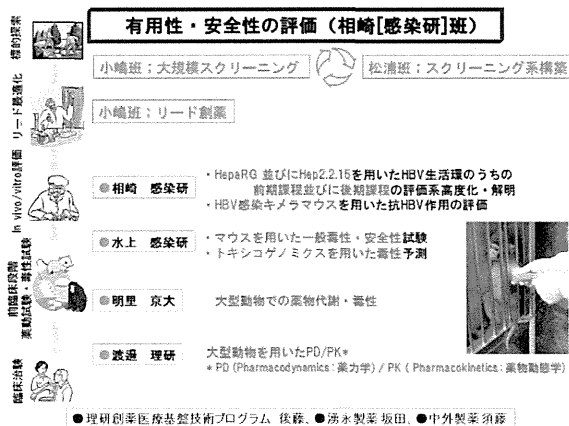 有用性・安全性の評価（相崎[感染研]班）
標的探索
小嶋班；大規模スクリーニング
松浦班：スクリーニング系構築
リード最適化
小嶋班：リード創薬
In vivo/vitro評価
●相崎 感染研
・HepaRG 並びにHep2.2.15を用いたHBV生活環のうちの
前期課程並びに後期課程の評価系高度化・解明
・HBV感染キメラマウスを用いた抗HBV作用の評価
前臨床段階
薬動試験・毒性試験
●水上 感染研
・マウスを用いた一般毒性・安全性試験
・トキシコゲノミクスを用いた毒性予測
●明里 京大
大型動物での薬物代謝・毒性
●渡邉 理研
大型動物を用いたPD/PK*
* PD (Pharmacodynamics：薬力学) / PK ( Pharmacokinetics：薬物動態学)
臨床治験
●理研創薬医療基盤技術プログラム 後藤、●湧永製薬 坂田、●中外製薬須藤